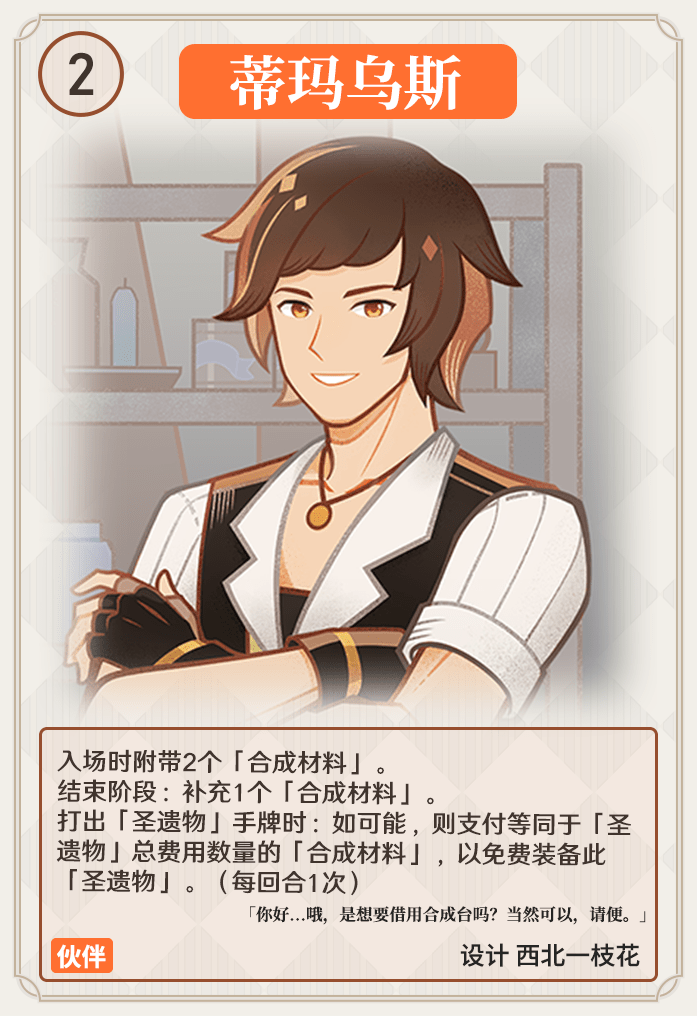 2
蒂玛乌斯
入场时附带2个「合成材料」。
结束阶段：补充1个「合成材料」。
打出「圣遗物」手牌时：如可能，则支付等同于「圣
遗物」总费用数量的「合成材料」，以免费装备此
「圣遗物」。（每回合1次）
「你好…哦，是想要借用合成台吗？当然可以，请便。」
伙伴
设计 西北一枝花